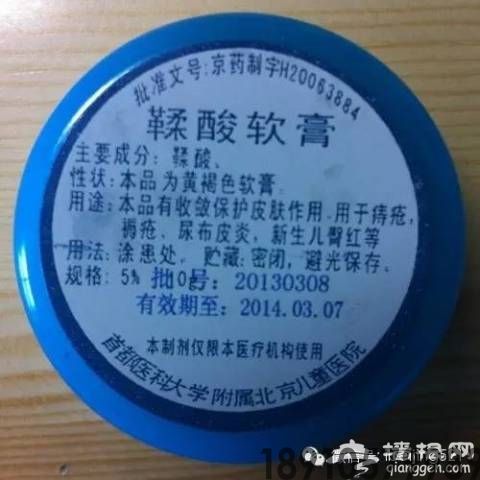 批准文号:京药制字H20063884
鞣酸软膏
主要成分:鞣酸、
性状:本品为黄褐色软膏。
用途:本品有收敛保护皮肤作用.用于痔疮,
褥疮、尿布皮炎,新生儿臀红等
用法:涂患处。 贮藏:密闭,避光保存。
规格: 5% 批 号: 20130308
有效期至: 2014.03.07
本制剂仅限本医疗机构使用
首都医科大学附属北京儿童医院
墙根网
qianggen.com